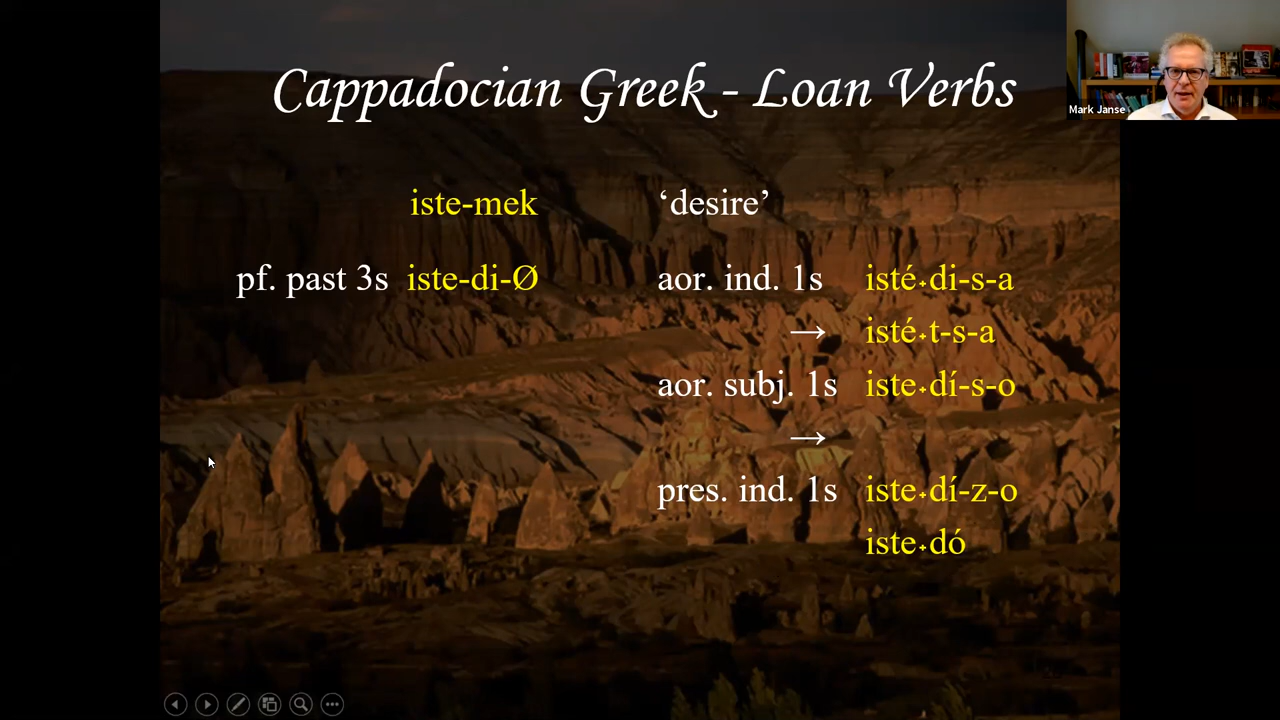 Cappadocian Greek - Loan Verbs
Mark Janse
iste-mek ‘desire’
pf. past 3s iste-di-Ø aor. ind. 1s isté˖di-s-a
→ isté˖t-s-a
aor. subj. 1s iste˖dí-s-o
→
pres. ind. 1s iste˖dí-z-o
iste˖dó